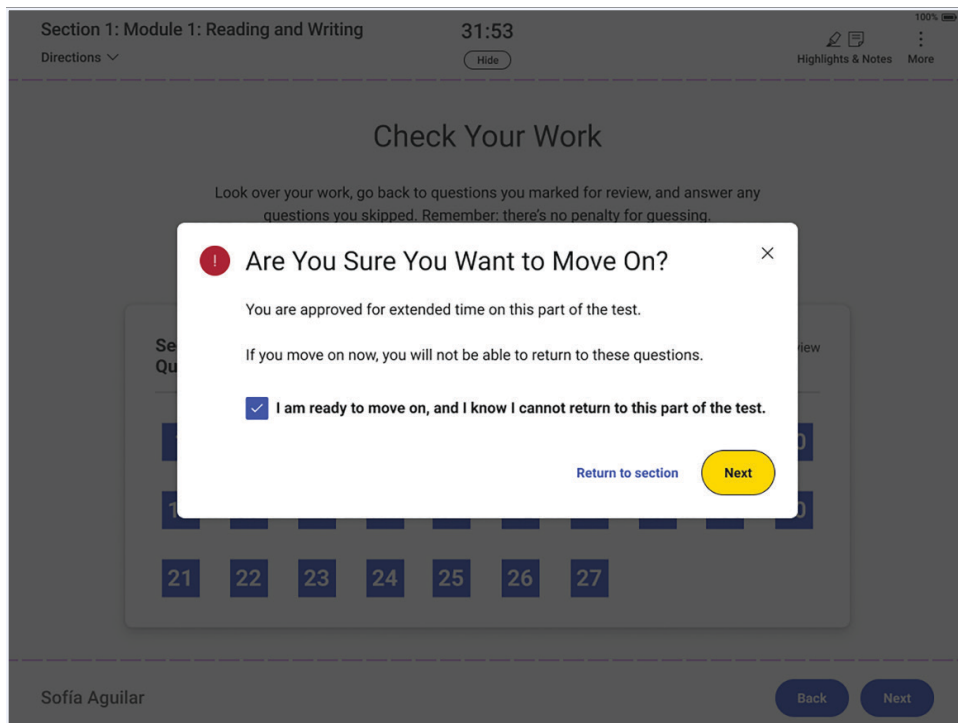 100%
Section 1: Module 1: Reading and Writing
31:53
Directions
Hide
Highlights & Notes
More
Check Your Work
Look over your work, go back to questions you marked for review, and answer any
questions you skipped. Remember: there's no penalty for guessing.
! Are You Sure You Want to Move On?
You are approved for extended time on this part of the test.
If you move on now, you will not be able to return to these questions.
I am ready to move on, and I know I cannot return to this part of the test.
Return to section
Next
21 22 23 24 25 26 27
Sofía Aguilar
Back
Next